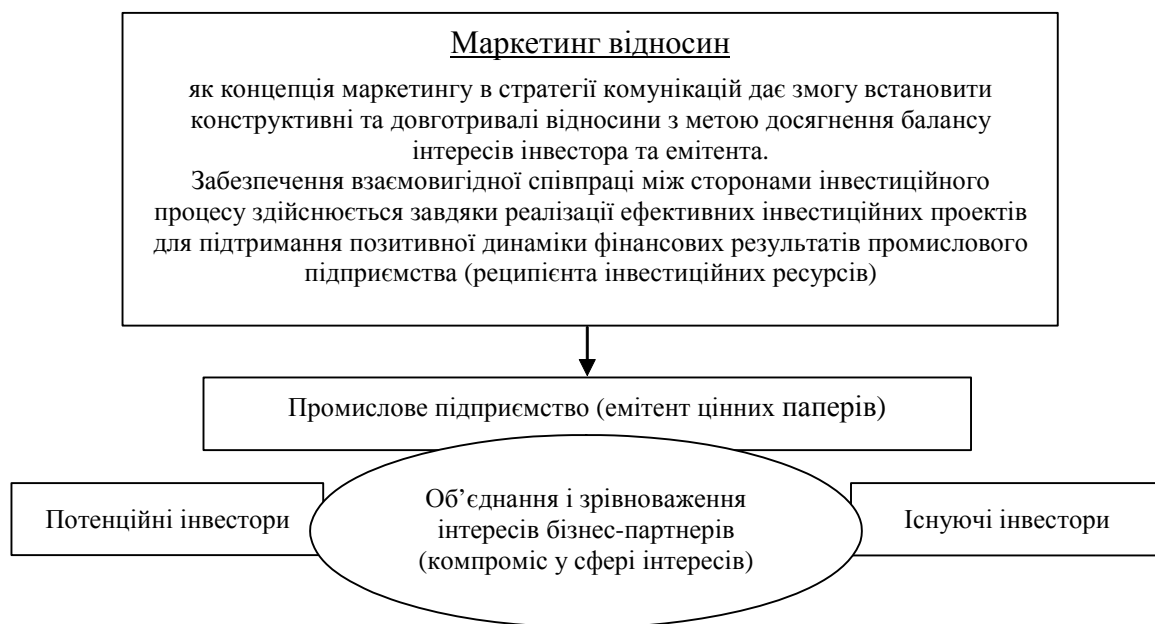 Маркетинг відносин
як концепція маркетингу в стратегії комунікацій дає змогу встановити
конструктивні та довготривалі відносини з метою досягнення балансу
інтересів інвестора та емітента.
Забезпечення взаємовигідної співпраці між сторонами інвестиційного
процесу здійснюється завдяки реалізації ефективних інвестиційних проектів
для підтримання позитивної динаміки фінансових результатів промислового
підприємства (реципієнта інвестиційних ресурсів)
Промислове підприємство (емітент цінних паперів)
Потенційні інвестори
Об’єднання і зрівноваження
інтересів бізнес-партнерів
(компроміс у сфері інтересів)
Існуючі інвестори